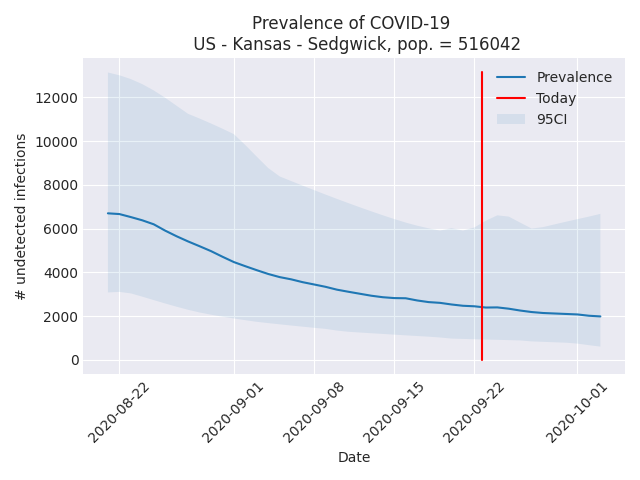 Prevalence of COVID-19
US - Kansas - Sedgwick, pop. = 516042
Prevalence
Today
95CI
# undetected infections
12000
10000
8000
6000
4000
2000
0
2020-08-22
2020-09-01
2020-09-08
2020-09-15
2020-09-22
2020-10-01
Date